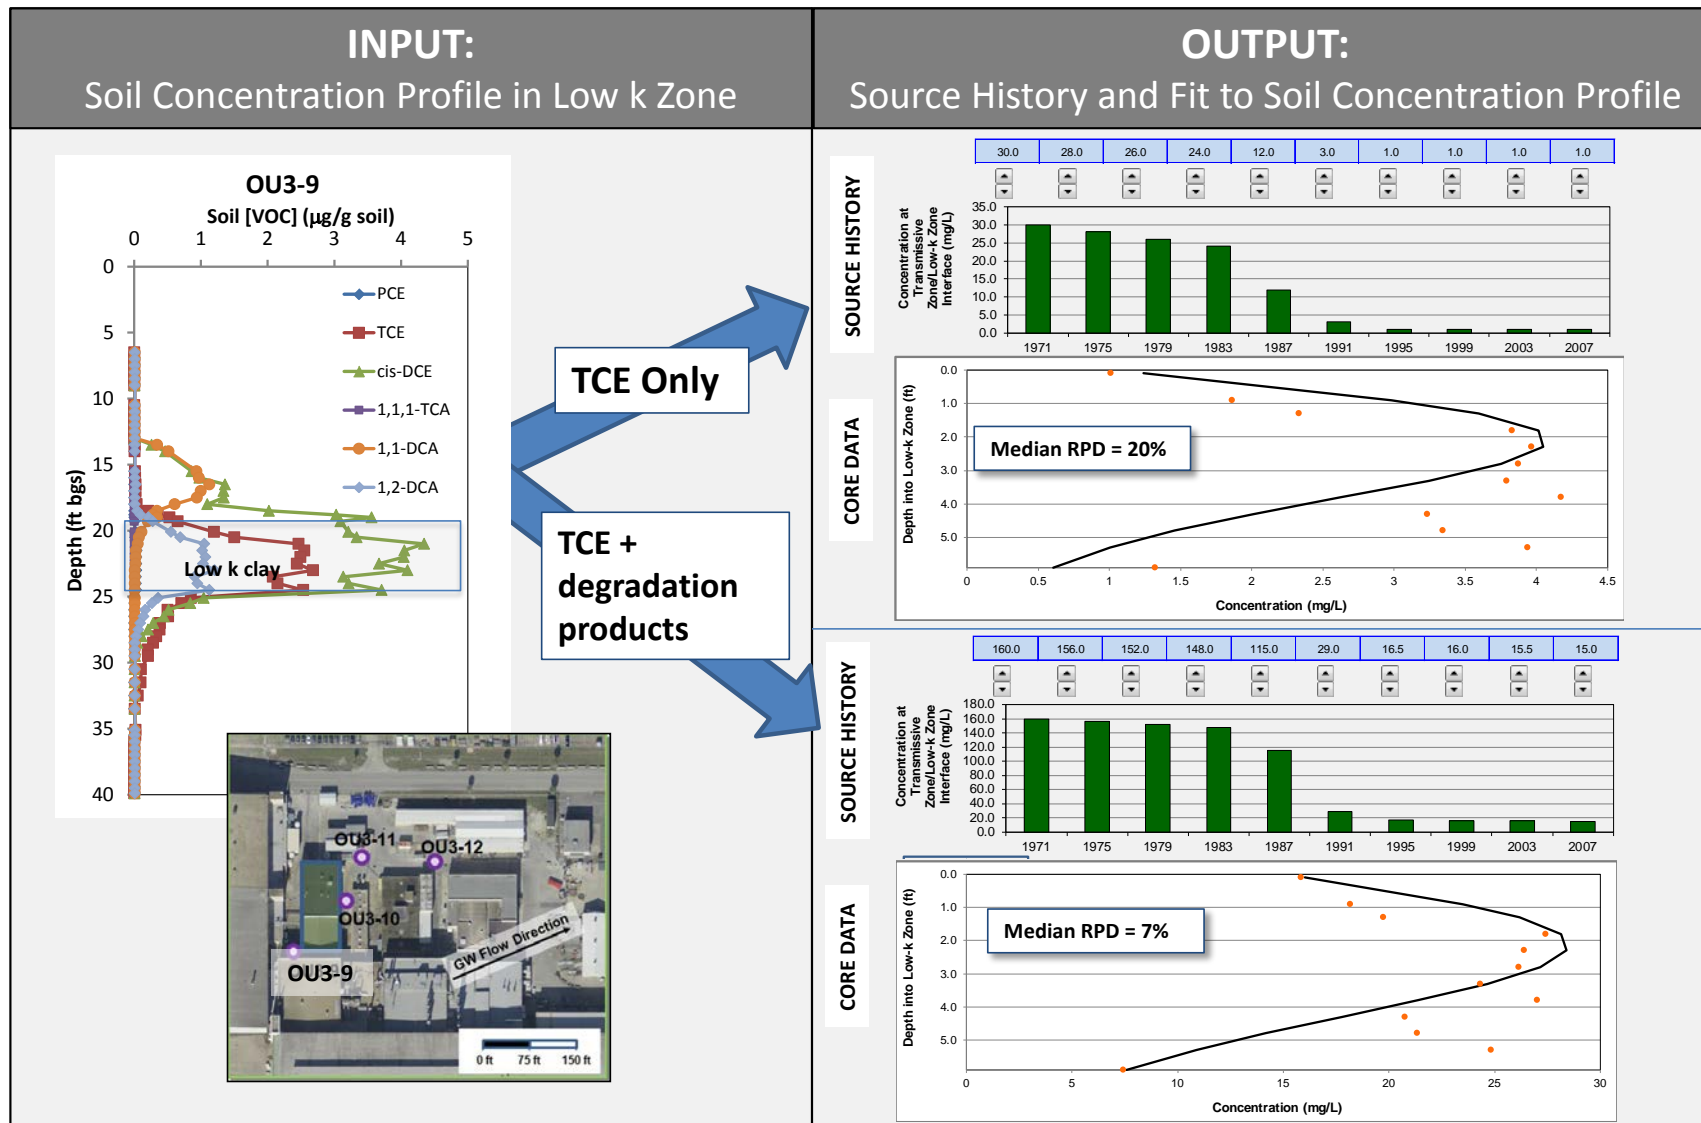 INPUT:
Soil Concentration Profile in Low k Zone
OUTPUT:
Source History and Fit to Soil Concentration Profile
OU3-9
Soil [VOC] (µg/g soil)
0 1 2 3 4 5
Depth (ft bgs)
0
5
10
15
20
25
30
35
40
PCE
TCE
cis-DCE
1,1,1-TCA
1,1-DCA
1,2-DCA
Low k clay
OU3-11
OU3-12
OU3-10
OU3-9
GW Flow Direction
0 ft 75 ft 150 ft
TCE Only
TCE +
degradation
products
SOURCE HISTORY
30.0 28.0 26.0 24.0 12.0 3.0 1.0 1.0 1.0 1.0
Concentration at
Transmissive
Zone/Low-k Zone
Interface (mg/L)
35.0
30.0
25.0
20.0
15.0
10.0
5.0
0.0
1971 1975 1979 1983 1987 1991 1995 1999 2003 2007
CORE DATA
Depth into Low-k Zone (ft)
0.0
1.0
2.0
3.0
4.0
5.0
Median RPD = 20%
0 0.5 1 1.5 2 2.5 3 3.5 4 4.5
Concentration (mg/L)
SOURCE HISTORY
160.0 156.0 152.0 148.0 115.0 29.0 16.5 16.0 15.5 15.0
Concentration at
Transmissive
Zone/Low-k Zone
Interface (mg/L)
180.0
160.0
140.0
120.0
100.0
80.0
60.0
40.0
20.0
0.0
1971 1975 1979 1983 1987 1991 1995 1999 2003 2007
CORE DATA
Depth into Low-k Zone (ft)
0.0
1.0
2.0
3.0
4.0
5.0
Median RPD = 7%
0 5 10 15 20 25 30
Concentration (mg/L)